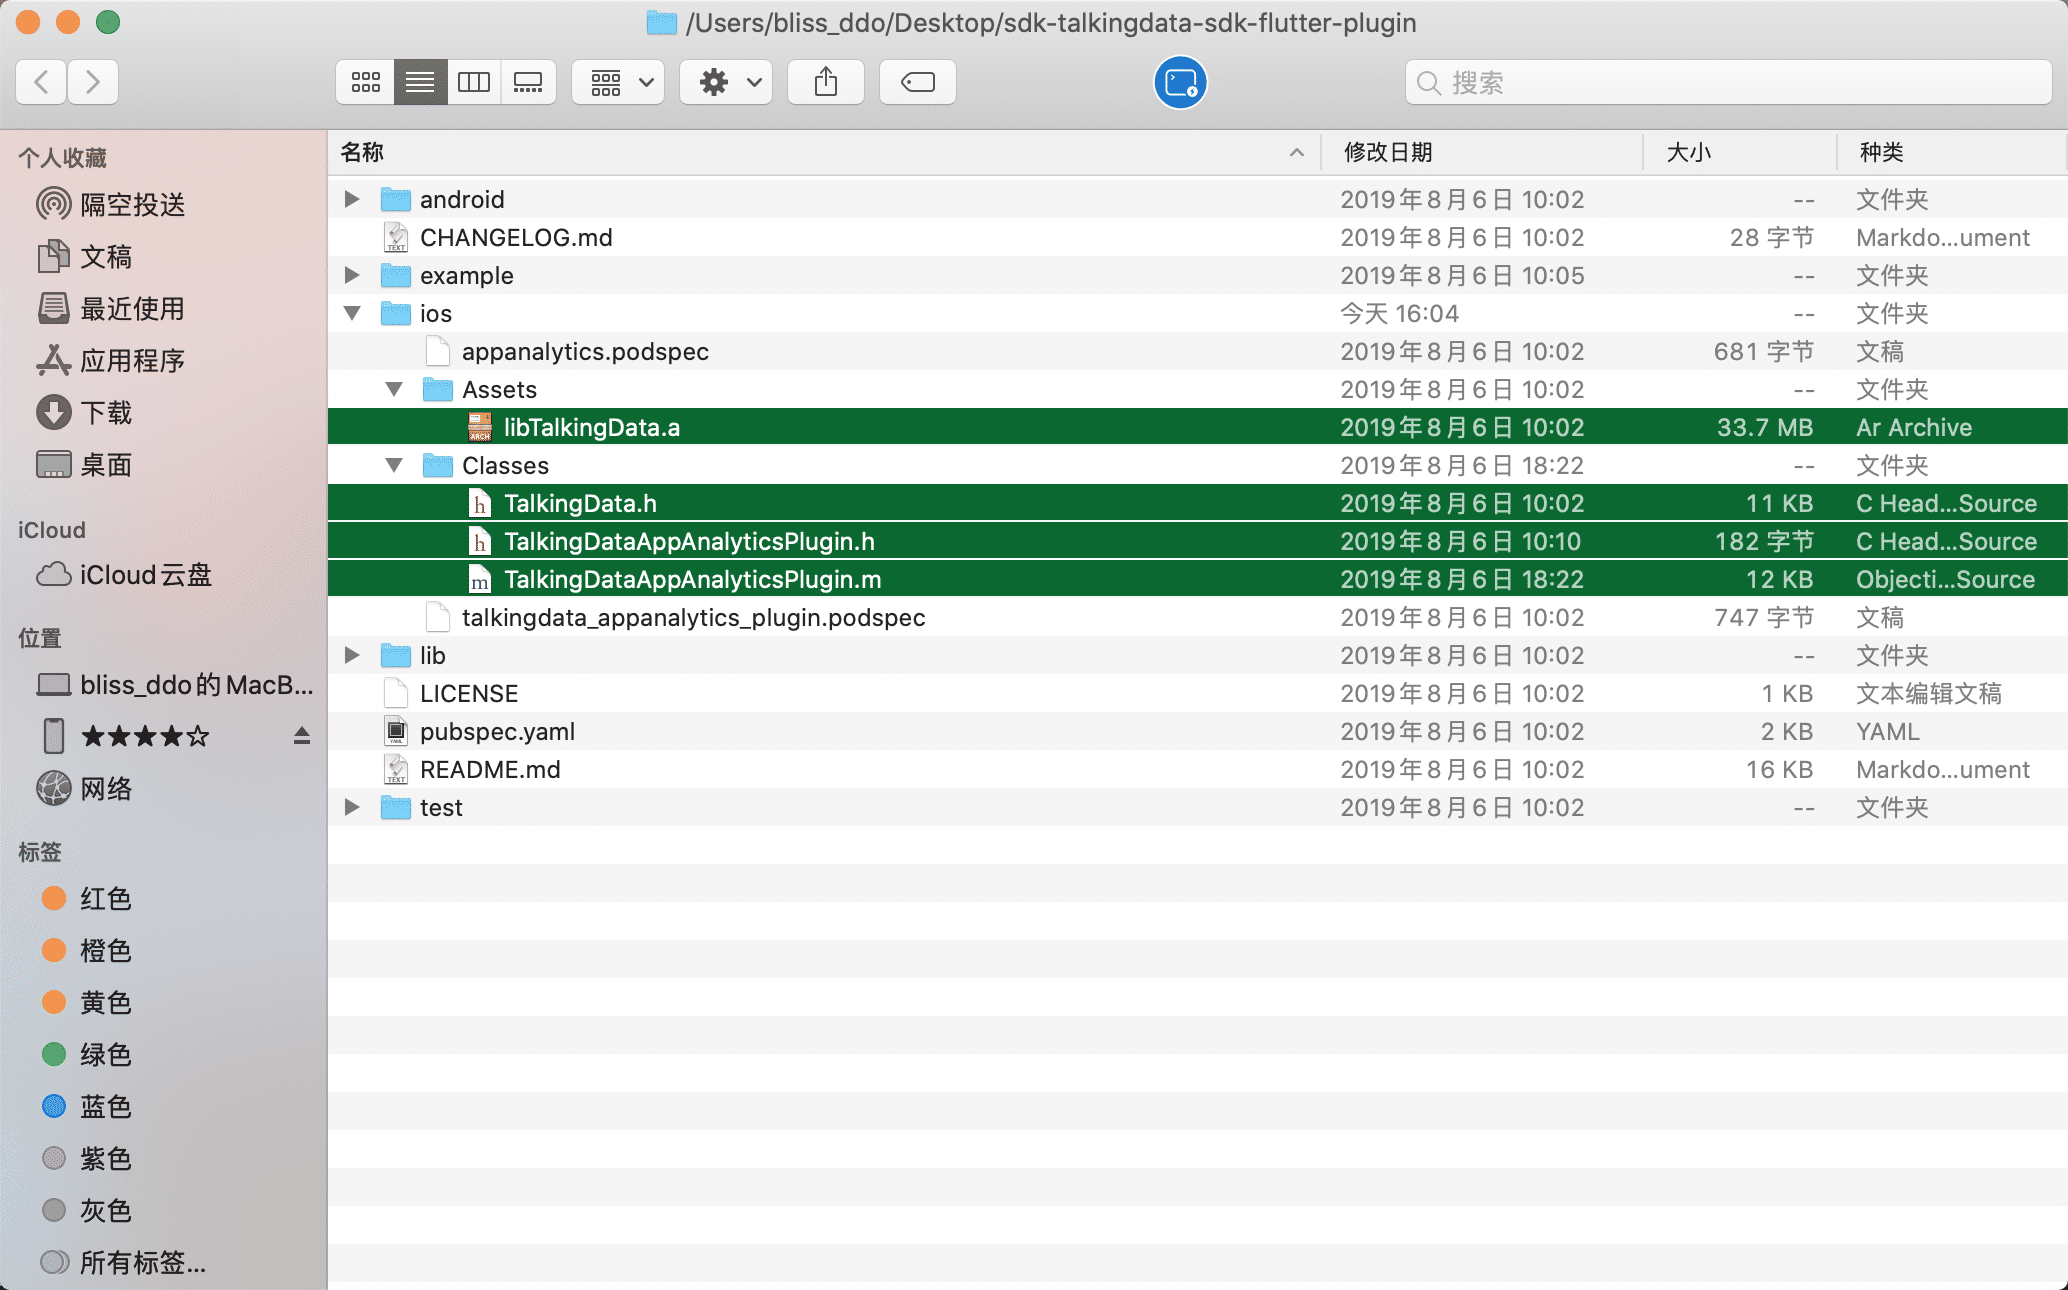 /Users/bliss_ddo/Desktop/sdk-talkingdata-sdk-flutter-plugin
搜索
个人收藏
隔空投送
文稿
最近使用
应用程序
下载
桌面
iCloud
iCloud云盘
位置
bliss_ddo的MacB...
★★★★☆
网络
标签
红色
橙色
黄色
绿色
蓝色
紫色
灰色
所有标签...
名称 修改日期 大小 种类
android 2019年8月6日 10:02 -- 文件夹
CHANGELOG.md 2019年8月6日 10:02 28 字节 Markdo...ument
example 2019年8月6日 10:05 -- 文件夹
ios 今天 16:04 -- 文件夹
appanalytics.podspec 2019年8月6日 10:02 681 字节 文稿
Assets 2019年8月6日 10:02 -- 文件夹
libTalkingData.a 2019年8月6日 10:02 33.7 MB Ar Archive
Classes 2019年8月6日 18:22 -- 文件夹
TalkingData.h 2019年8月6日 10:02 11 KB C Head...Source
TalkingDataAppAnalyticsPlugin.h 2019年8月6日 10:10 182 字节 C Head...Source
TalkingDataAppAnalyticsPlugin.m 2019年8月6日 18:22 12 KB Objecti...Source
talkingdata_appanalytics_plugin.podspec 2019年8月6日 10:02 747 字节 文稿
lib 2019年8月6日 10:02 -- 文件夹
LICENSE 2019年8月6日 10:02 1 KB 文本编辑文稿
pubspec.yaml 2019年8月6日 10:02 2 KB YAML
README.md 2019年8月6日 10:02 16 KB Markdo...ument
test 2019年8月6日 10:02 -- 文件夹